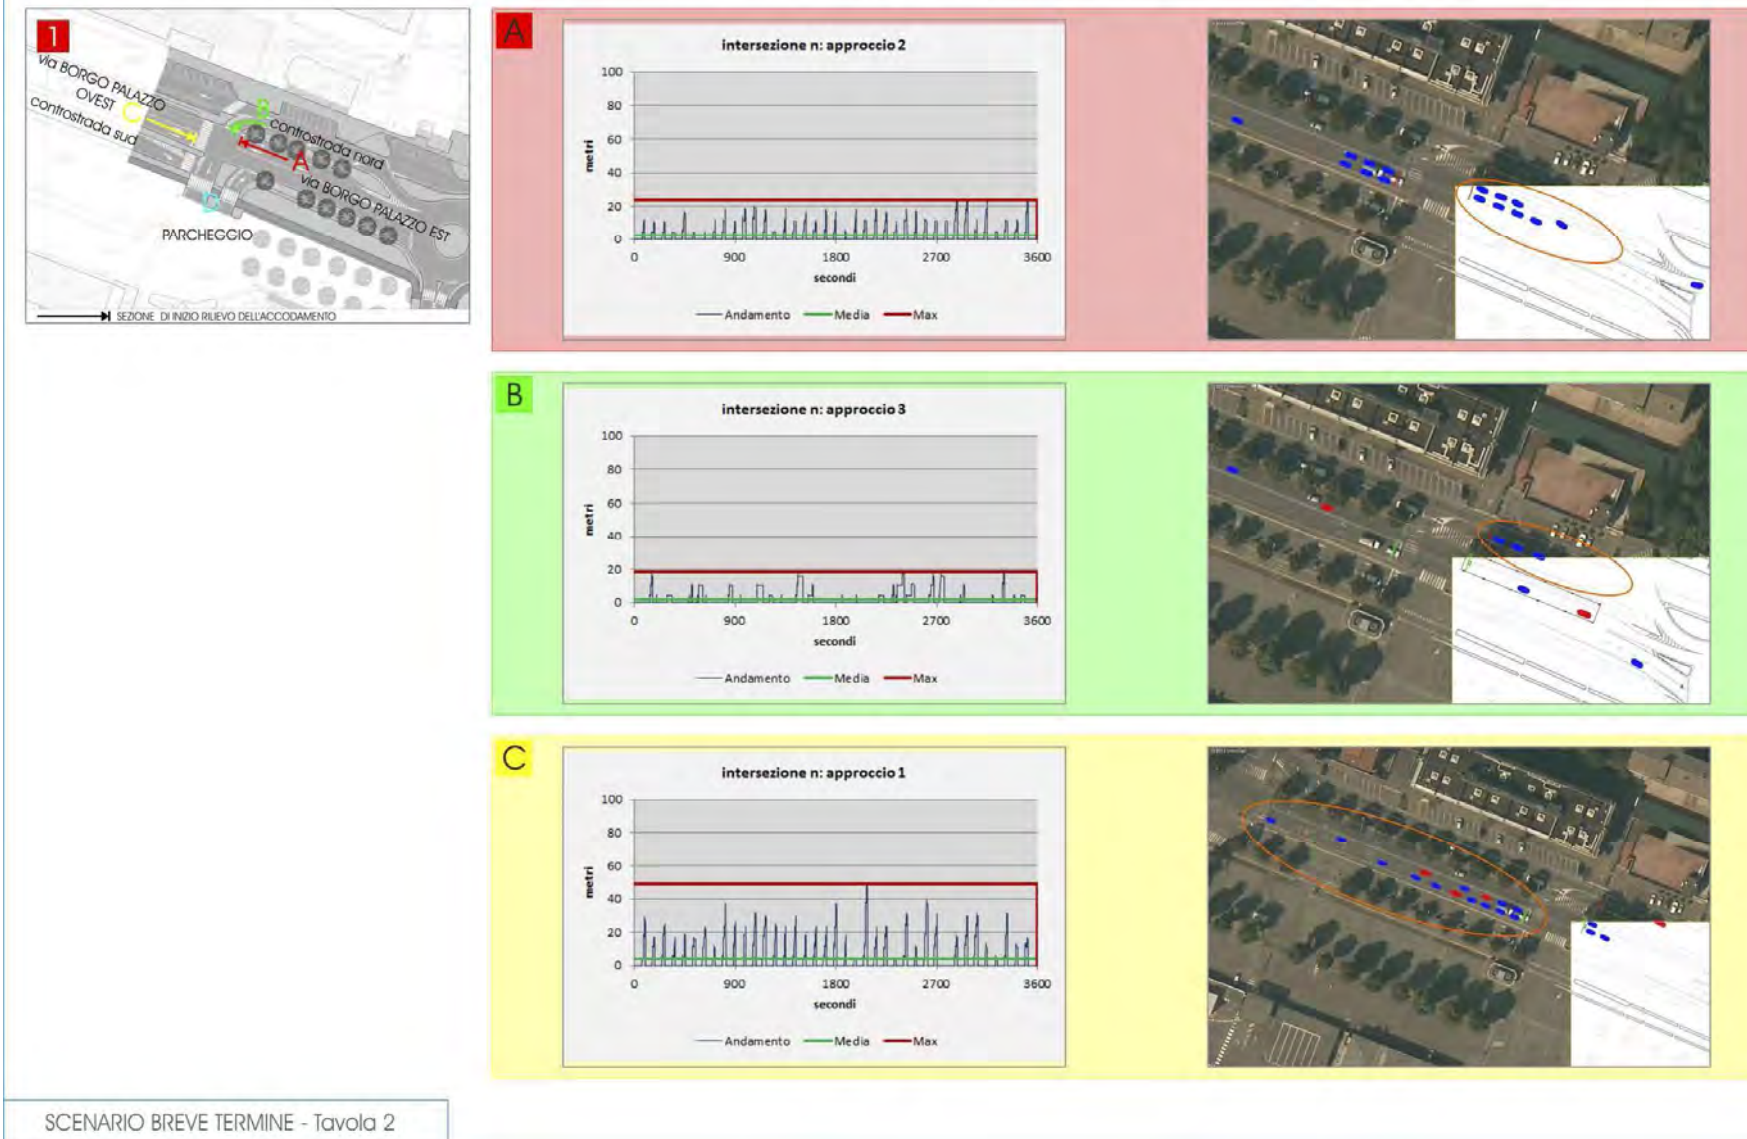 1
via BORGO PALAZZO
OVEST
controstrada sud
C
B
controstrada nord
A
via BORGO PALAZZO EST
D
PARCHEGGIO
SEZIONE DI INIZIO RILIEVO DELL'ACCODAMENTO
A
intersezione n: approccio 2
metri
100
80
60
40
20
0
0 900 1800 2700 3600
secondi
Andamento Media Max
B
intersezione n: approccio 3
metri
100
80
60
40
20
0
0 900 1800 2700 3600
secondi
Andamento Media Max
C
intersezione n: approccio 1
metri
100
80
60
40
20
0
0 900 1800 2700 3600
secondi
Andamento Media Max
SCENARIO BREVE TERMINE - Tavola 2